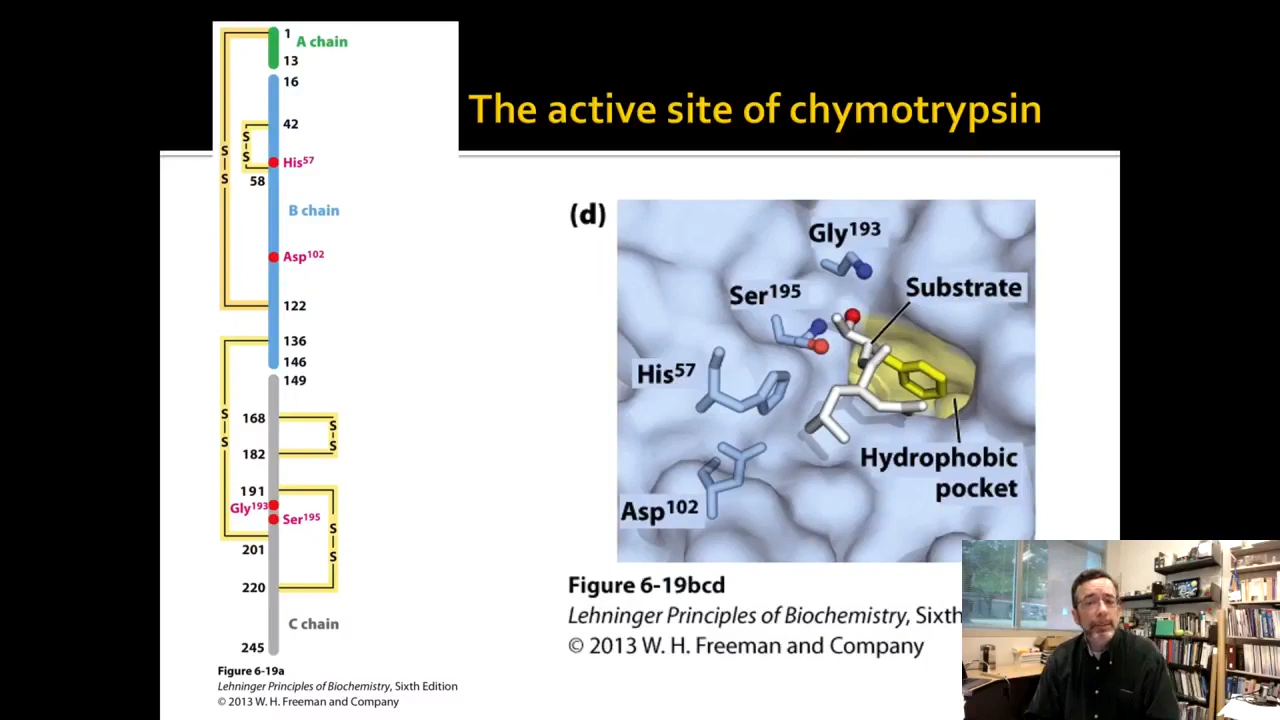 The active site of chymotrypsin
1
A chain
13
16
42
S
S
His57
S
S
58
B chain
Asp102
122
136
146
149
S
S
168
S
S
182
191
Gly193
Ser195
S
S
201
220
C chain
245
Figure 6-19a
Lehninger Principles of Biochemistry, Sixth Edition
© 2013 W. H. Freeman and Company
(d)
Gly193
Ser195
Substrate
His57
Hydrophobic
pocket
Asp102
Figure 6-19bcd
Lehninger Principles of Biochemistry, Sixth
© 2013 W. H. Freeman and Company